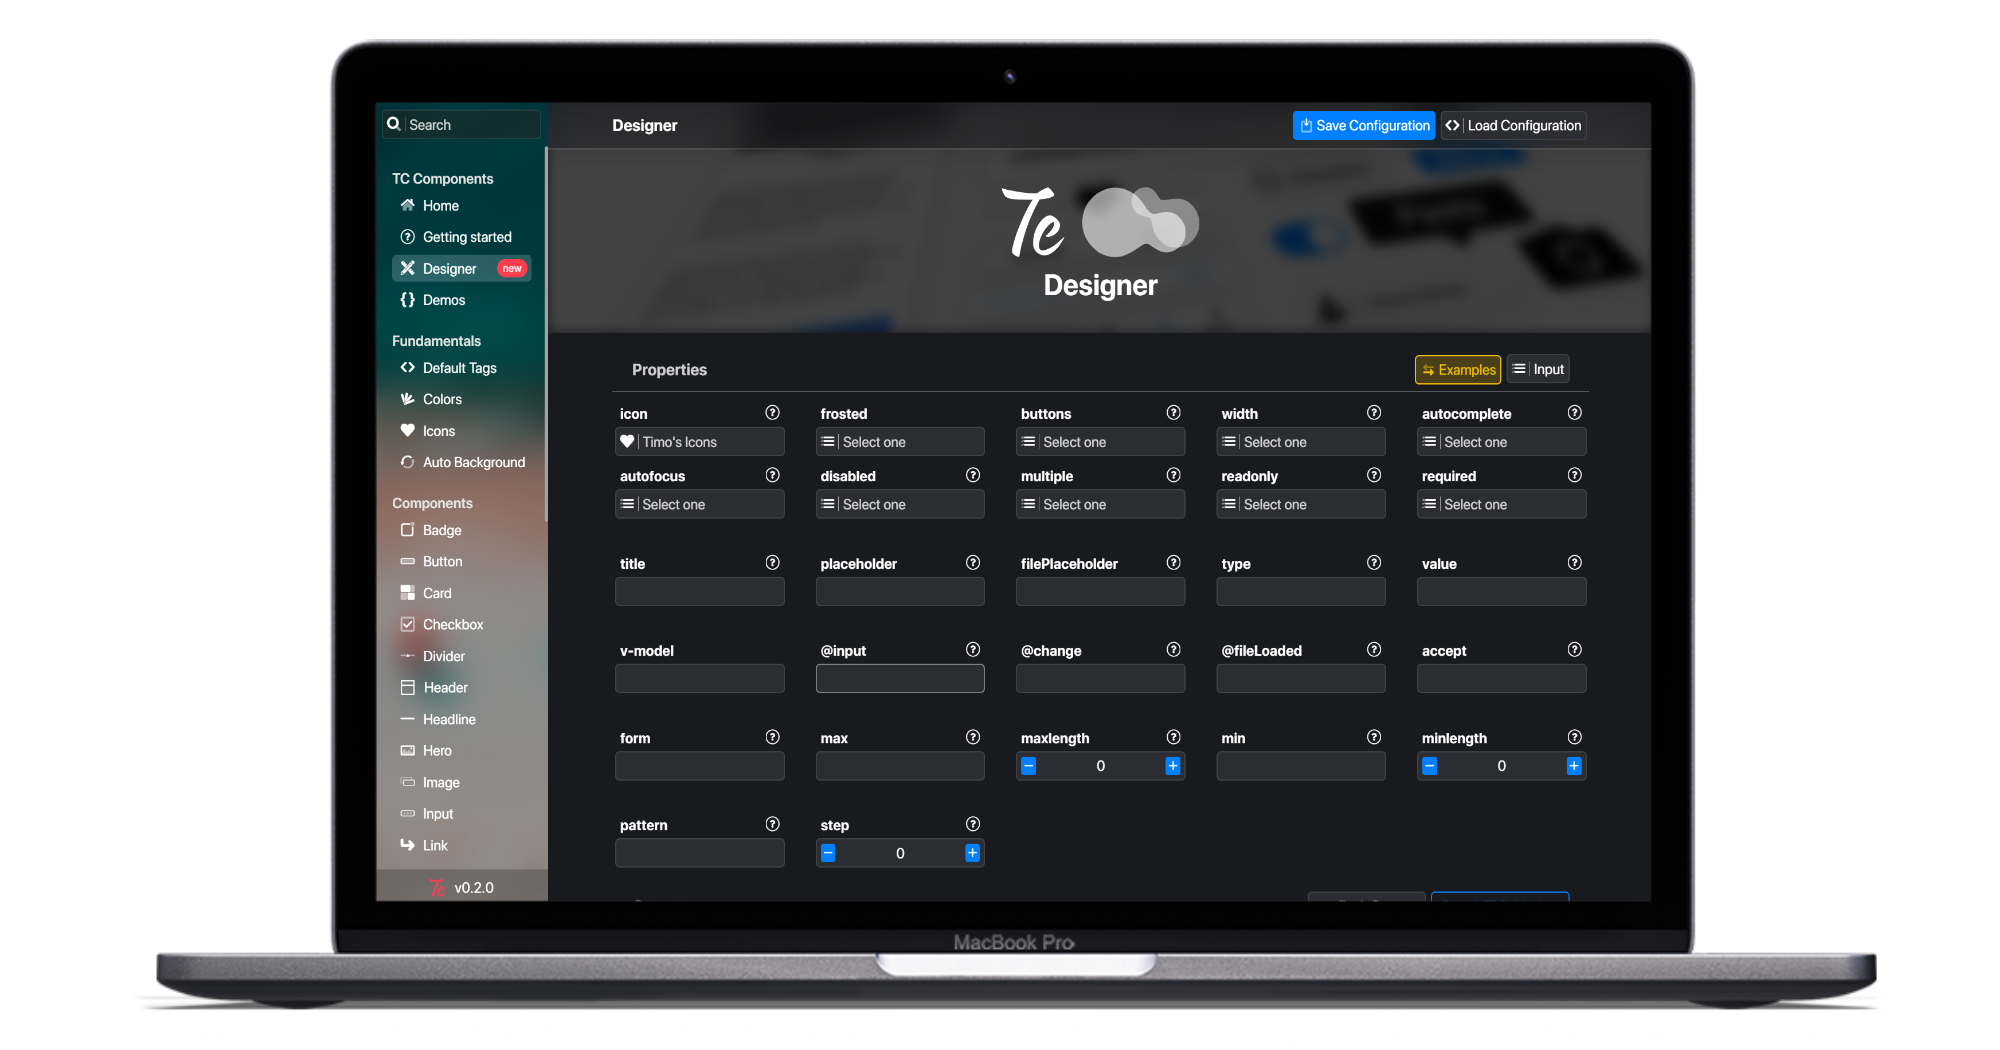 Search
Designer
Save Configuration
Load Configuration
TC Components
Home
Getting started
Designer new
Demos
Fundamentals
Default Tags
Colors
Icons
Auto Background
Components
Badge
Button
Card
Checkbox
Divider
Header
Headline
Hero
Image
Input
Link
Tc v0.2.0
Tc
Designer
Properties
Examples
Input
icon frosted buttons width autocomplete
Timo's Icons Select one Select one Select one Select one
autofocus disabled multiple readonly required
Select one Select one Select one Select one Select one
title placeholder filePlaceholder type value
v-model @input @change @fileLoaded accept
form max maxlength min minlength
0 0
pattern step
0
MacBook Pro